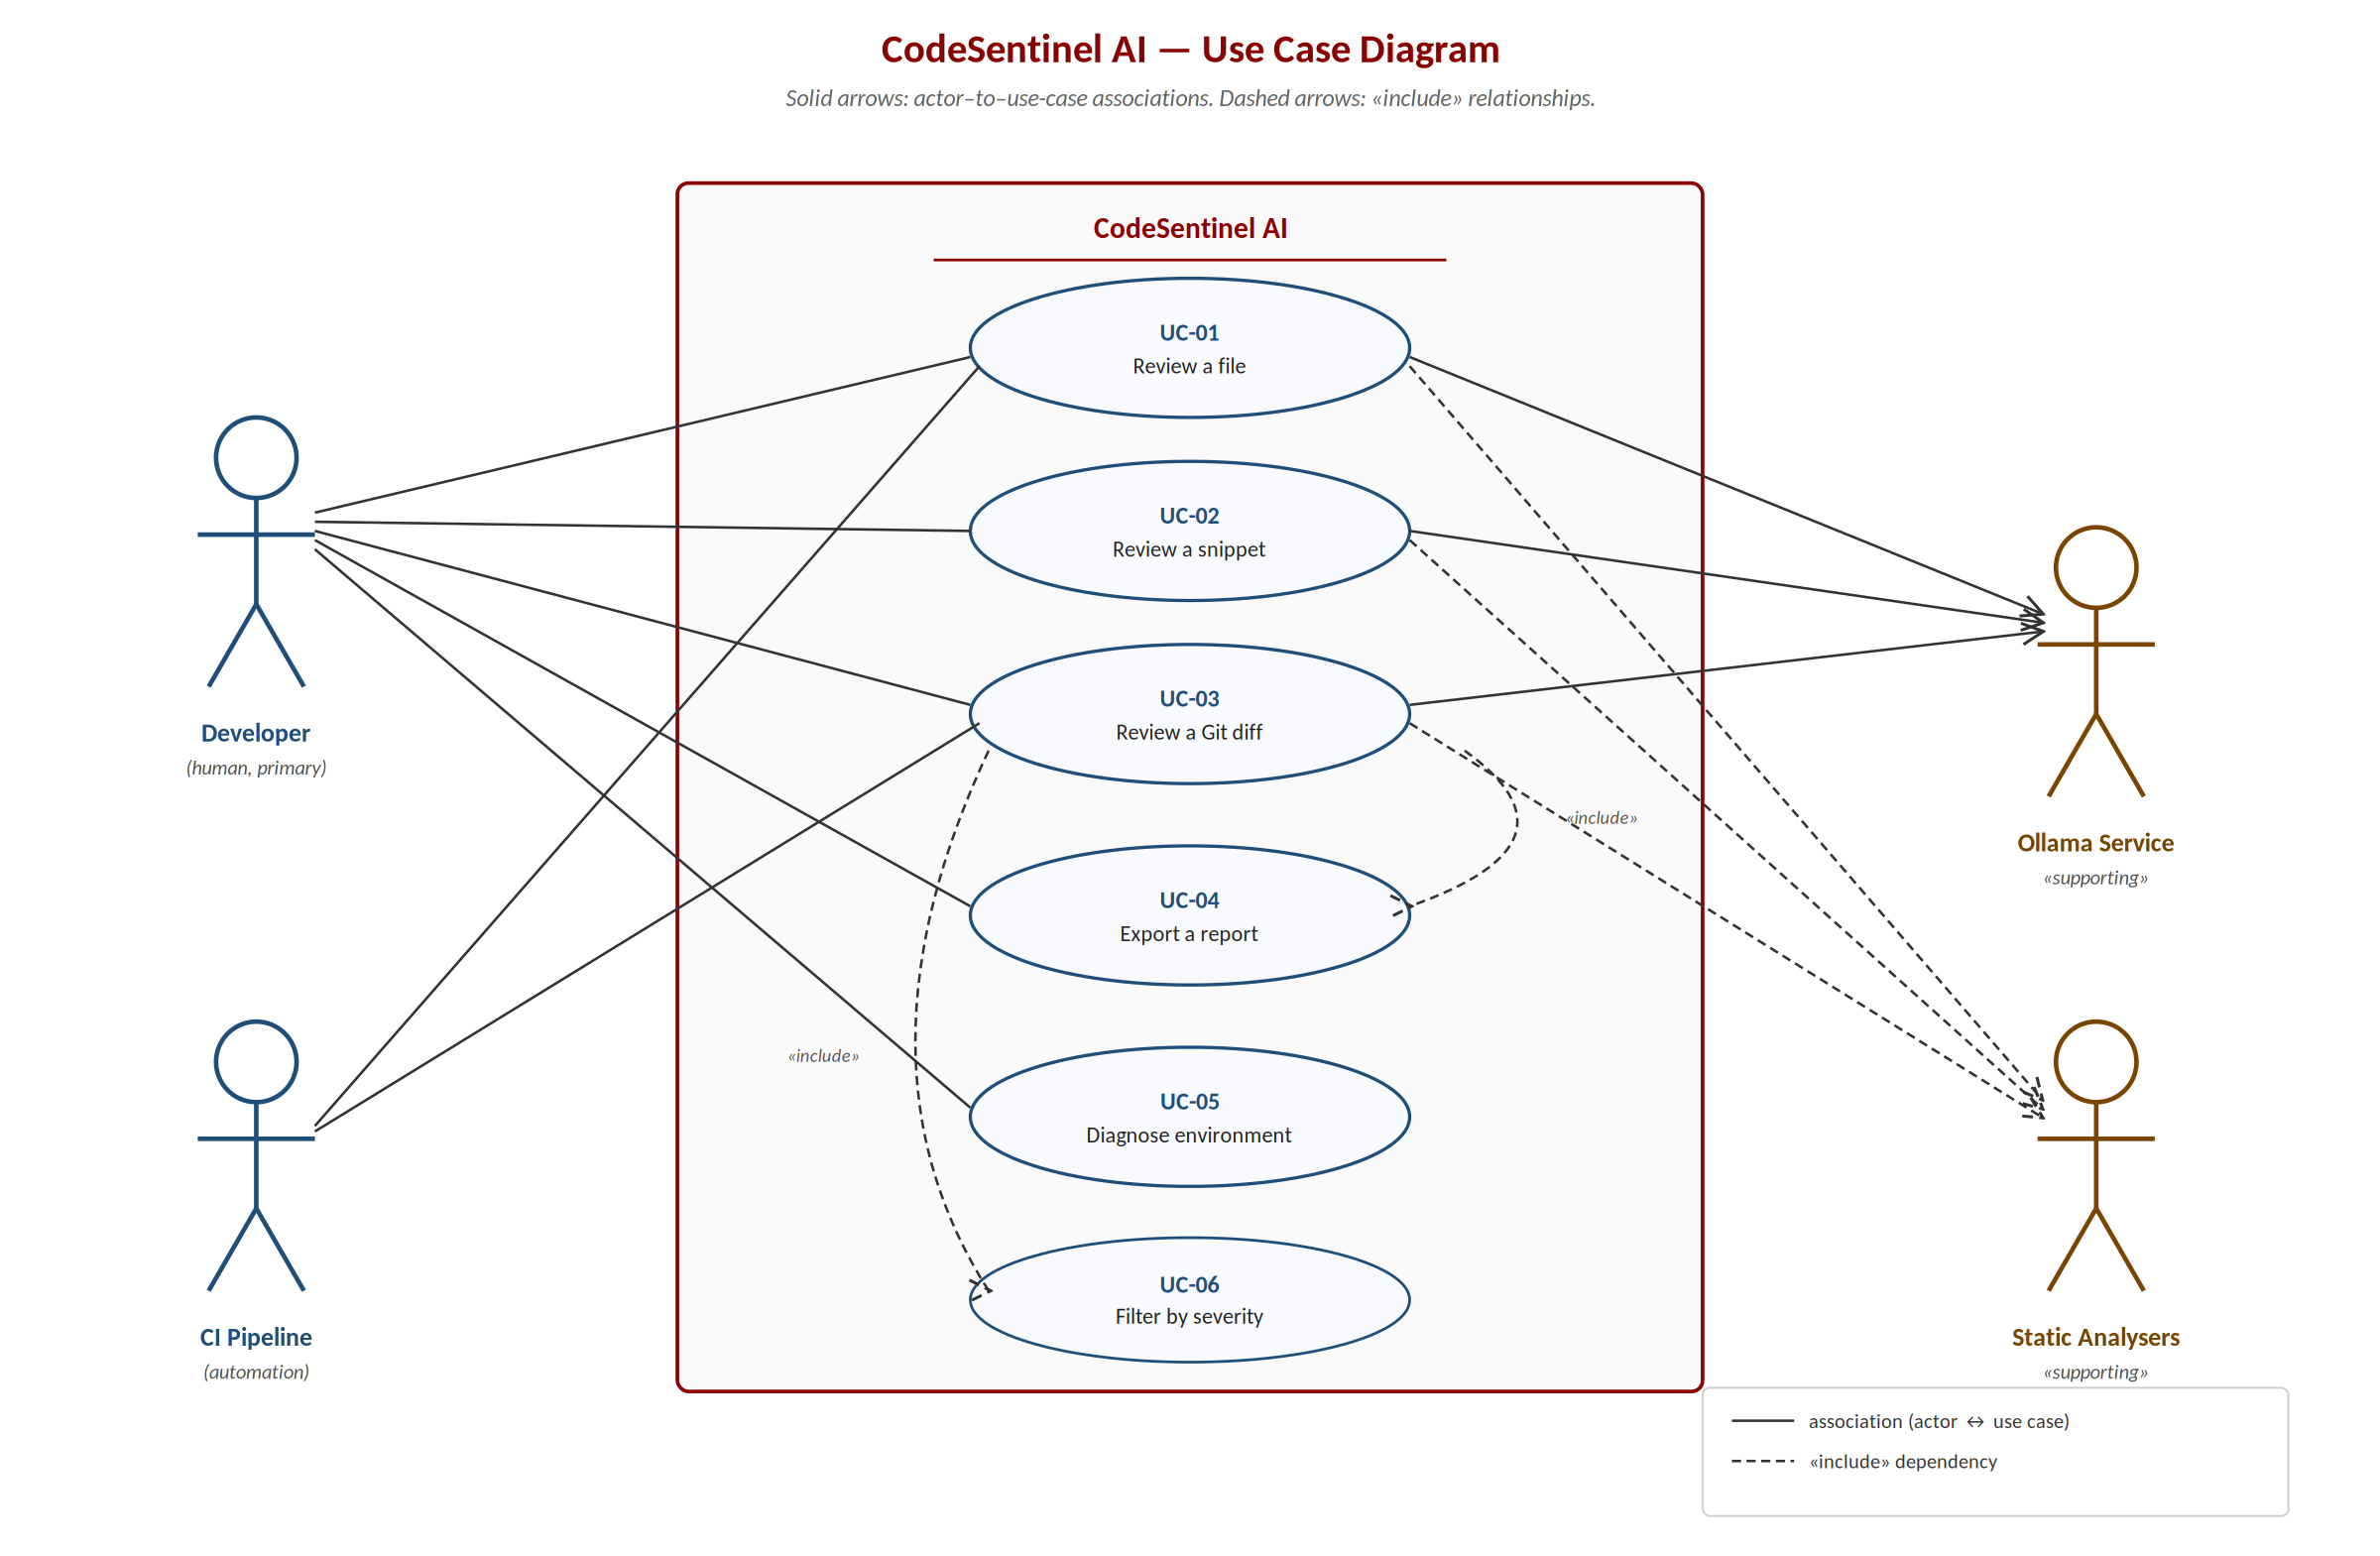 CodeSentinel AI — Use Case Diagram
Solid arrows: actor–to–use-case associations. Dashed arrows: «include» relationships.
CodeSentinel AI
UC-01
Review a file
UC-02
Review a snippet
UC-03
Review a Git diff
Developer
(human, primary)
«include»
Ollama Service
«supporting»
UC-04
Export a report
«include»
UC-05
Diagnose environment
UC-06
Filter by severity
CI Pipeline
(automation)
Static Analysers
«supporting»
association (actor ↔ use case)
«include» dependency